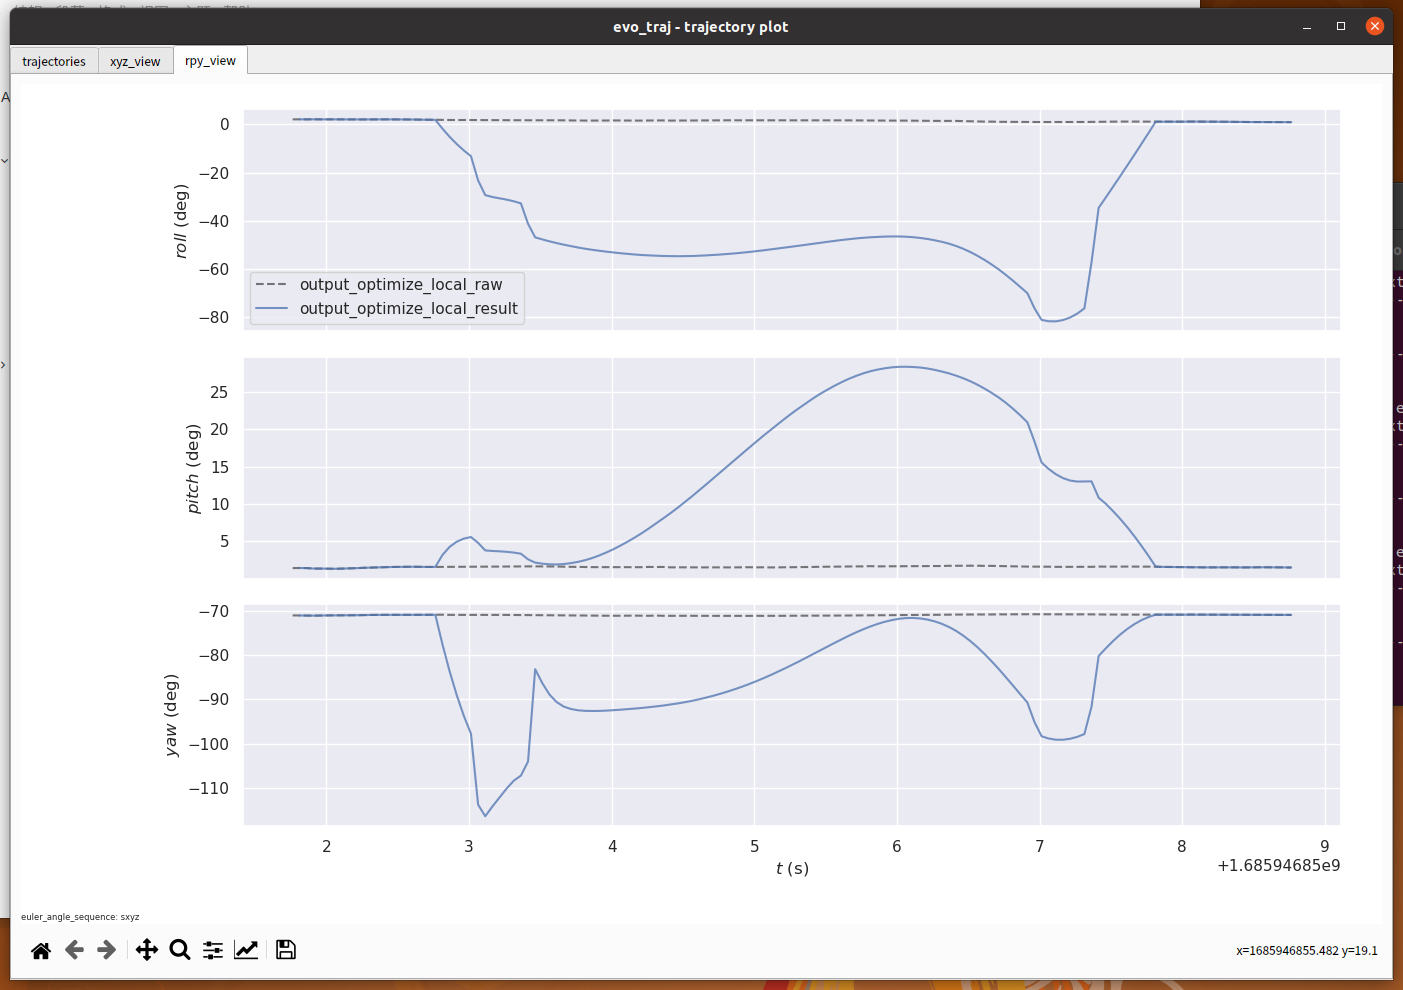 evo_traj - trajectory plot
trajectories
xyz_view
rpy_view
A
0
−20
−40
−60
−80
roll (deg)
output_optimize_local_raw
output_optimize_local_result
25
20
15
10
5
pitch (deg)
−70
−80
−90
−100
−110
yaw (deg)
2 3 4 5 6 7 8 9
t (s)
+1.68594685e9
euler_angle_sequence: sxyz
x=1685946855.482 y=19.1